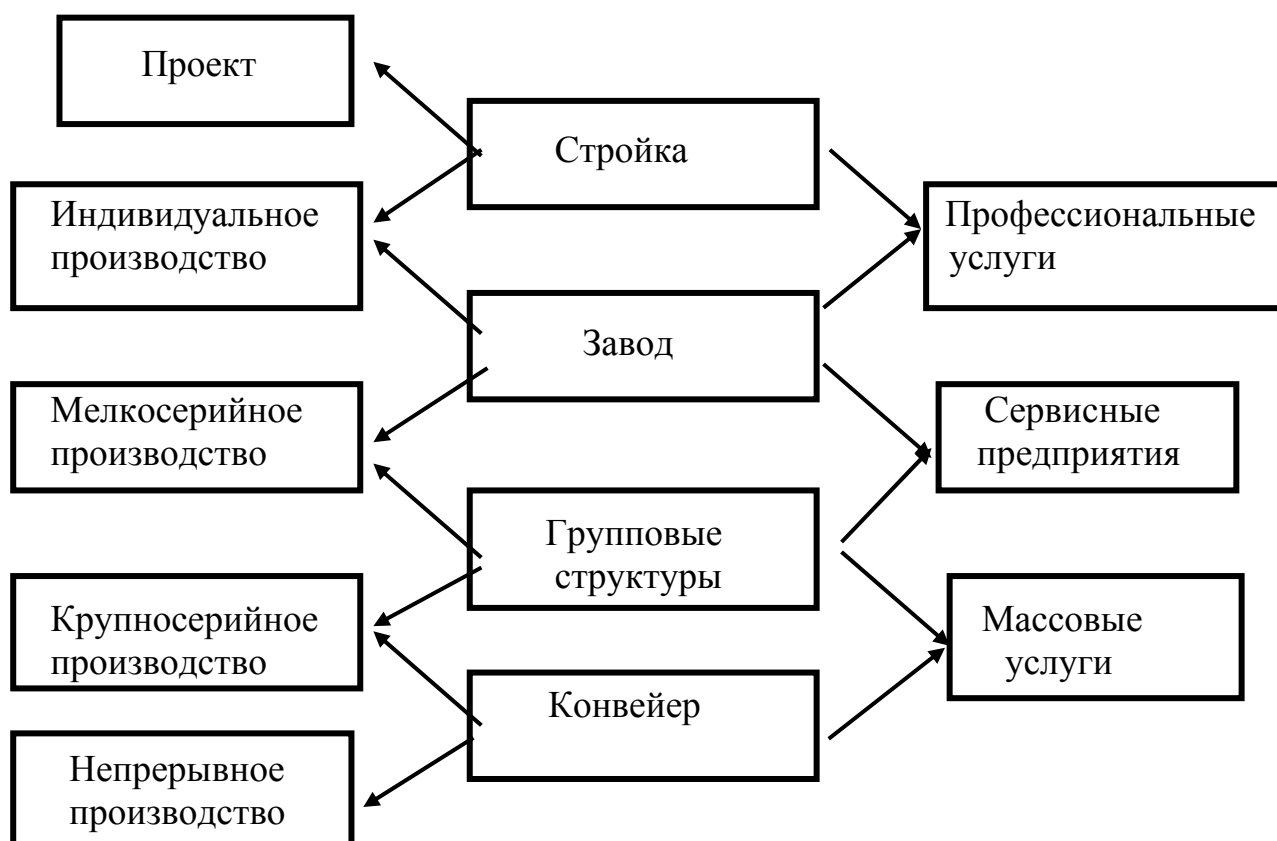 Проект
Стройка
Индивидуальное
производство
Профессиональные
услуги
Завод
Мелкосерийное
производство
Сервисные
предприятия
Групповые
структуры
Крупносерийное
производство
Массовые
услуги
Конвейер
Непрерывное
производство